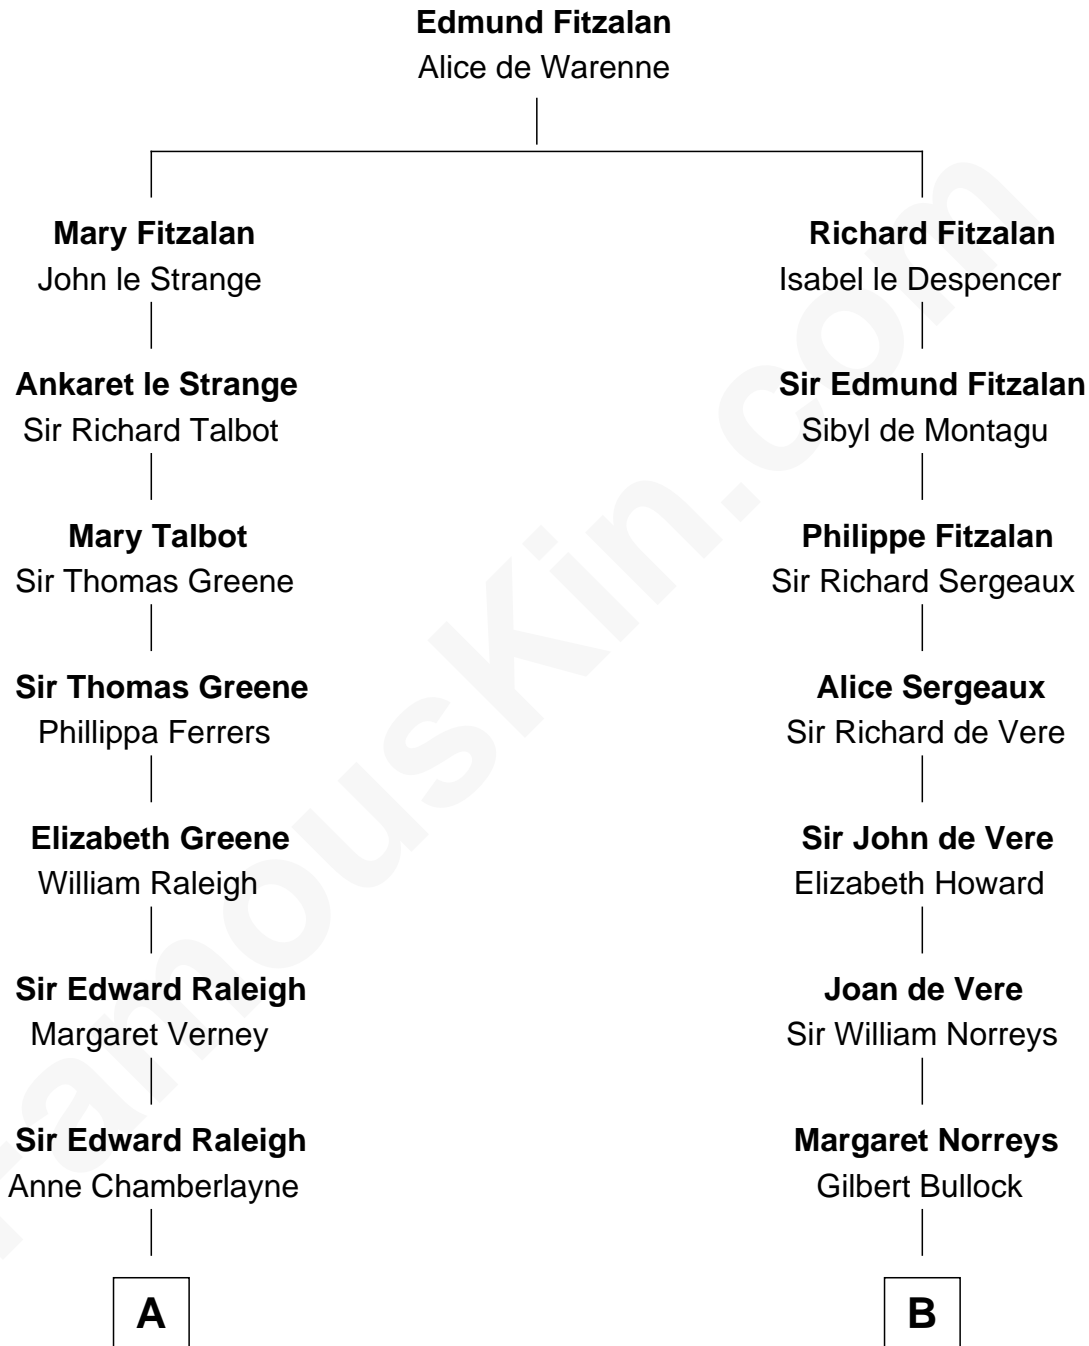 Edmund Fitzalan
Alice de Warenne
Mary Fitzalan
John le Strange
Richard Fitzalan
Isabel le Despencer
Ankaret le Strange
Sir Richard Talbot
Sir Edmund Fitzalan
Sibyl de Montagu
Mary Talbot
Sir Thomas Greene
Philippe Fitzalan
Sir Richard Sergeaux
Sir Thomas Greene
Phillippa Ferrers
Alice Sergeaux
Sir Richard de Vere
Elizabeth Greene
William Raleigh
Sir John de Vere
Elizabeth Howard
Sir Edward Raleigh
Margaret Verney
Joan de Vere
Sir William Norreys
Sir Edward Raleigh
Anne Chamberlayne
Margaret Norreys
Gilbert Bullock
A
B
FamousKin.com